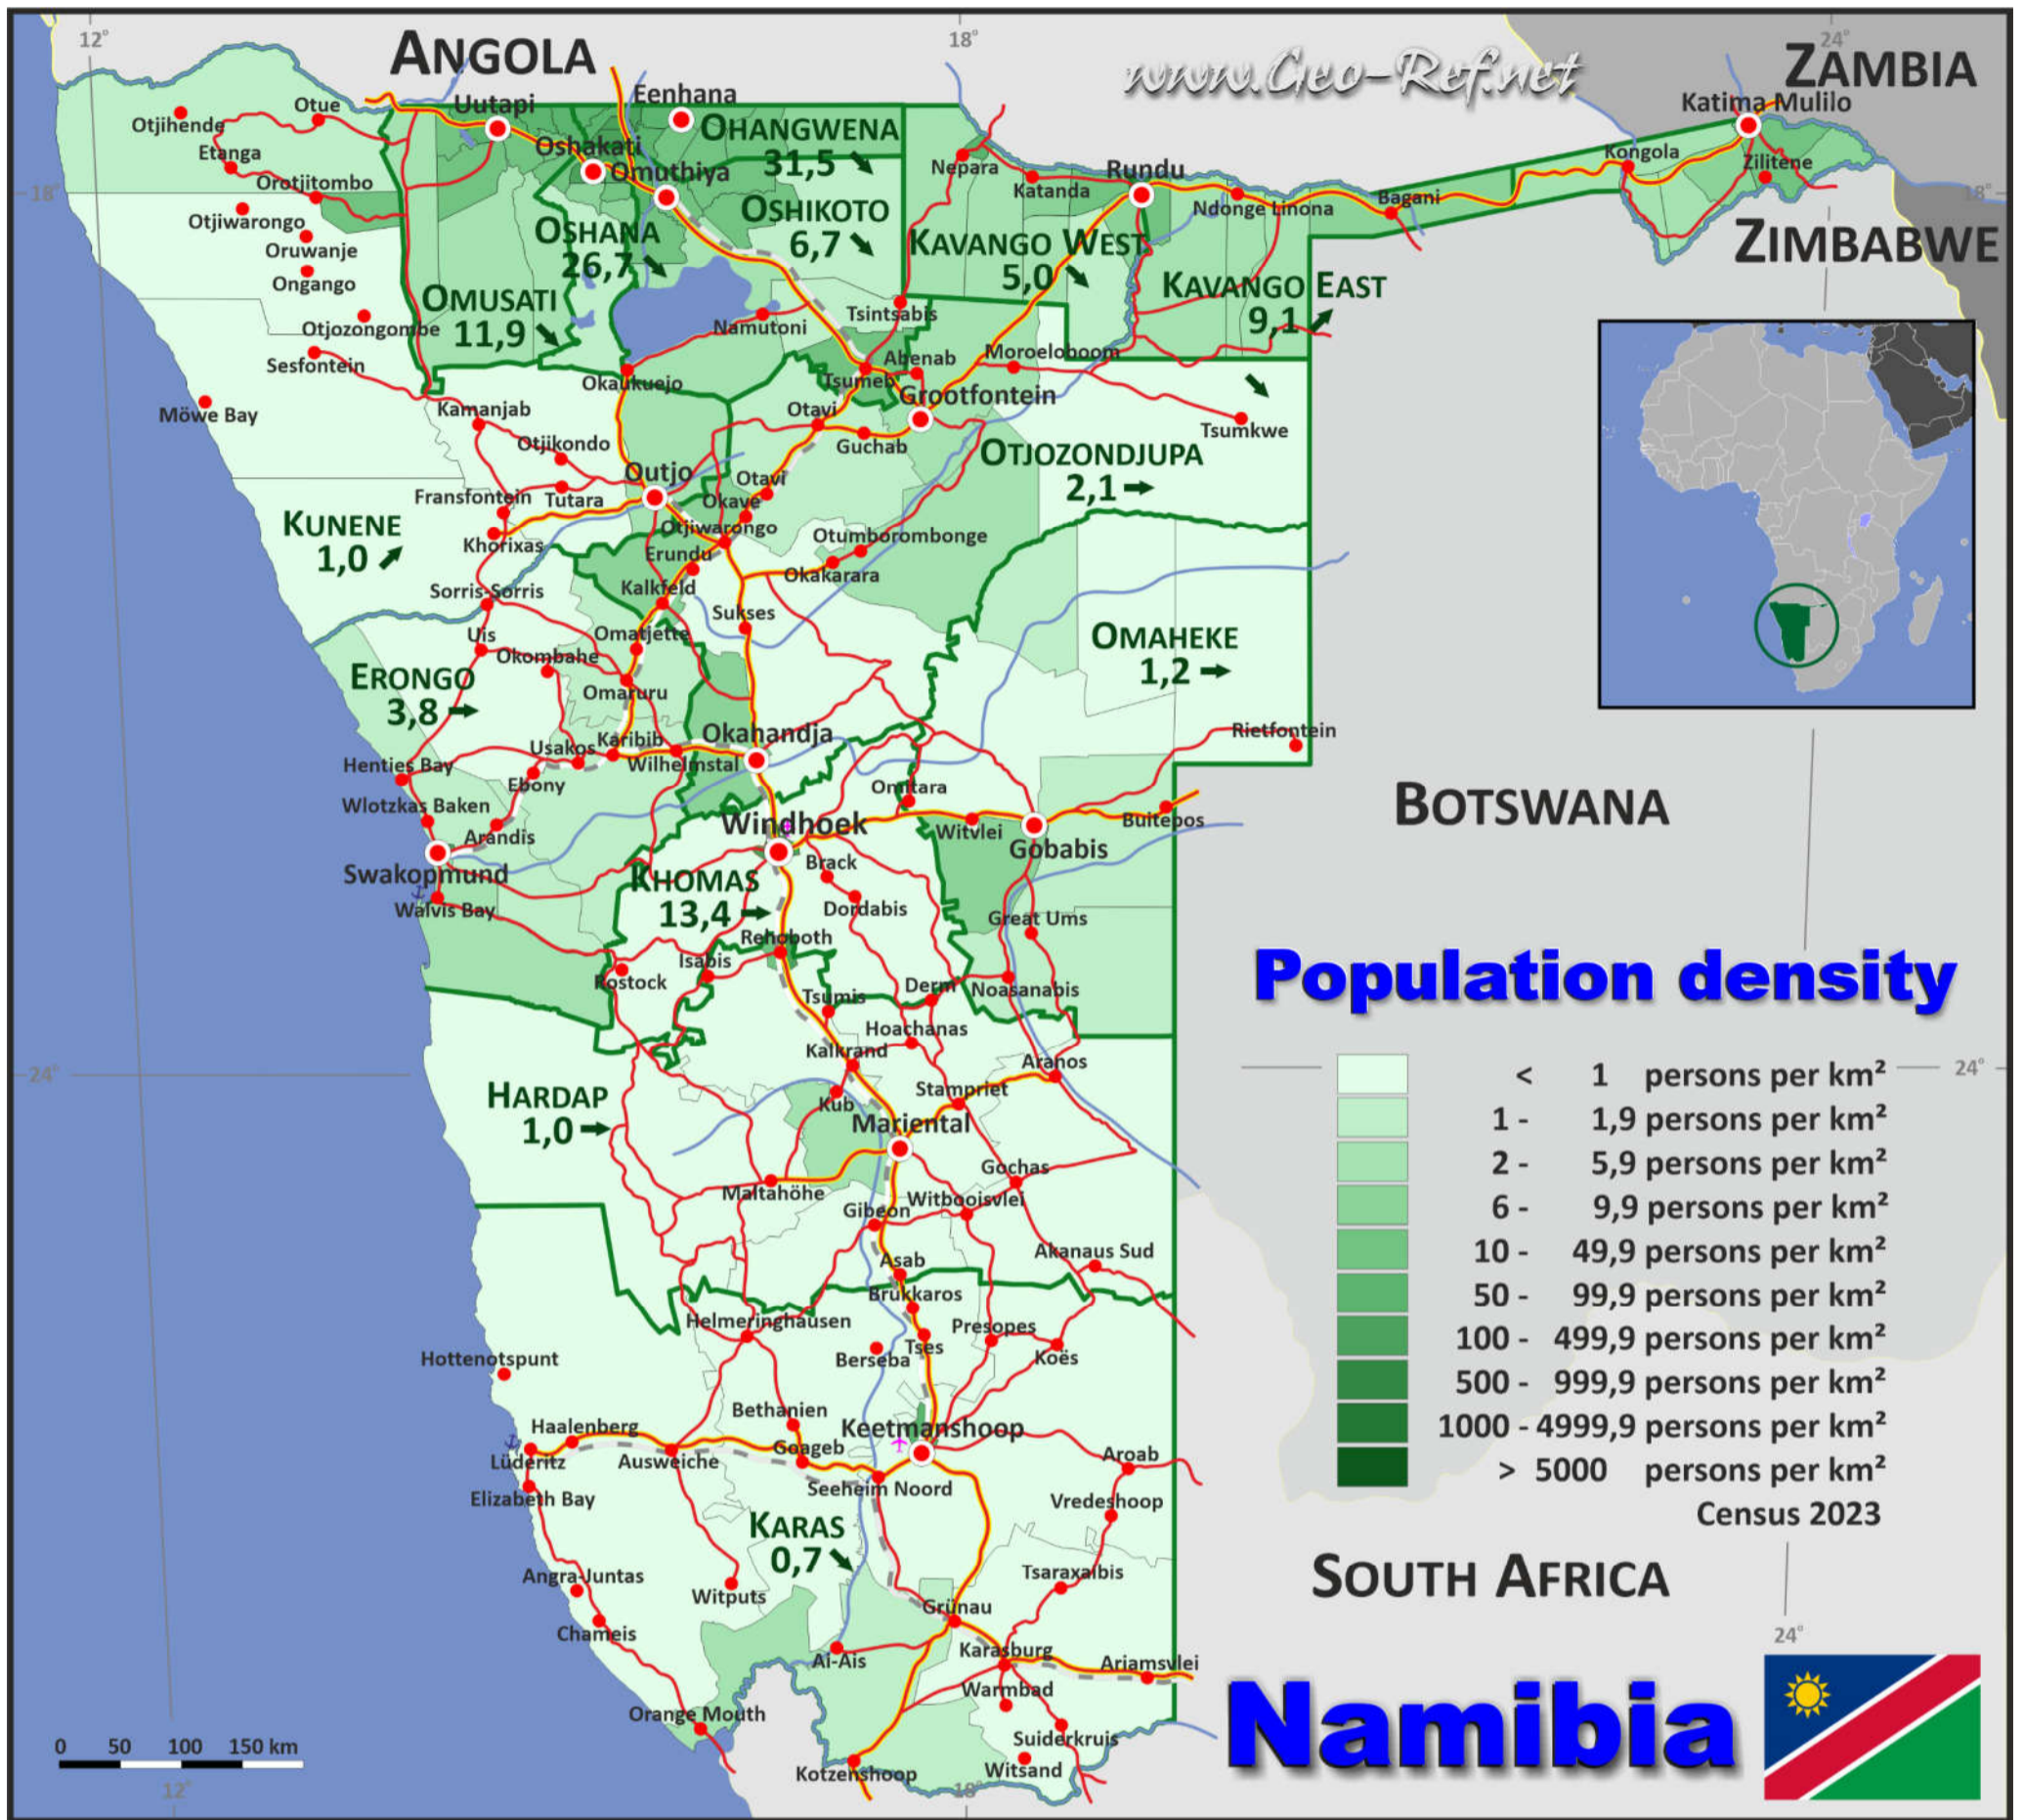 12°
18°
24°
ANGOLA
www.Geo-Ref.net
ZAMBIA
Katima Mulilo
Otjihende
Otue
Uutapi
Eenhana
OHANGWENA
31,5
Etanga
Oshakati
Omuthiya
Nepara
Rundu
Kongola
Zilitene
Orotjitombo
Katanda
18°
18°
Otjiwarongo
OSHANA
26,7
OSHIKOTO
6,7
KAVANGO WEST
5,0
Ndonge Linona
Bagani
ZIMBABWE
Oruwanje
Ongango
OMUSATI
11,9
KAVANGO EAST
9,1
Otjozongombe
Namutoni
Tsintsabis
Sesfontein
Okaukuejo
Tsumeb
Abenab
Moroeloboom
Möwe Bay
Kamanjab
Otavi
Grootfontein
Tsumkwe
Otjikondo
Guchab
OTJOZONDJUPA
2,1
Outjo
Otavi
Fransfontein
Tutara
Okave
KUNENE
1,0
Khorixas
Otjiwarongo
Otumborombonge
Erundu
Okakarara
Sorris-Sorris
Kalkfeld
Sukses
Uis
Omatjette
OMAHEKE
1,2
Okombahe
ERONGO
3,8
Omaruru
Rietfontein
Usakos
Karibib
Okahandja
Henties Bay
Wilhelmstal
Ebony
Omitara
BOTSWANA
Wlotzkas Baken
Arandis
Windhoek
Witvlei
Gobabis
Buitepos
Swakopmund
Brack
KHOMAS
13,4
Walvis Bay
Dordabis
Great Ums
Rehoboth
Rostock
Isabis
Population density
Tsumis
Derm
Noasanabis
Hoachanas
24°
Kalkrand
Aranos
< 1 persons per km²
24°
HARDAP
1,0
Kub
Stampriet
1 - 1,9 persons per km²
Mariental
2 - 5,9 persons per km²
Gochas
Maltahöhe
Witbooisvlei
6 - 9,9 persons per km²
Gibeon
Asab
Akanaus Sud
10 - 49,9 persons per km²
Brukkaros
50 - 99,9 persons per km²
Helmeringhausen
Presopes
100 - 499,9 persons per km²
Hottenotspunt
Berseba
Tses
Koës
500 - 999,9 persons per km²
Bethanien
Haalenberg
Keetmanshoop
1000 - 4999,9 persons per km²
Lüderitz
Ausweiche
Goageb
Aroab
> 5000 persons per km²
Elizabeth Bay
Seeheim Noord
Vredeshoop
Census 2023
KARAS
0,7
Angra-Juntas
Witputs
Tsaraxalbis
SOUTH AFRICA
Chameis
Grünau
24°
Ai-Ais
Karasburg
Ariamsvlei
Warmbad
Orange Mouth
Suiderkruis
Namibia
0 50 100 150 km
Kotzenshoop
Witsand
12°
18°